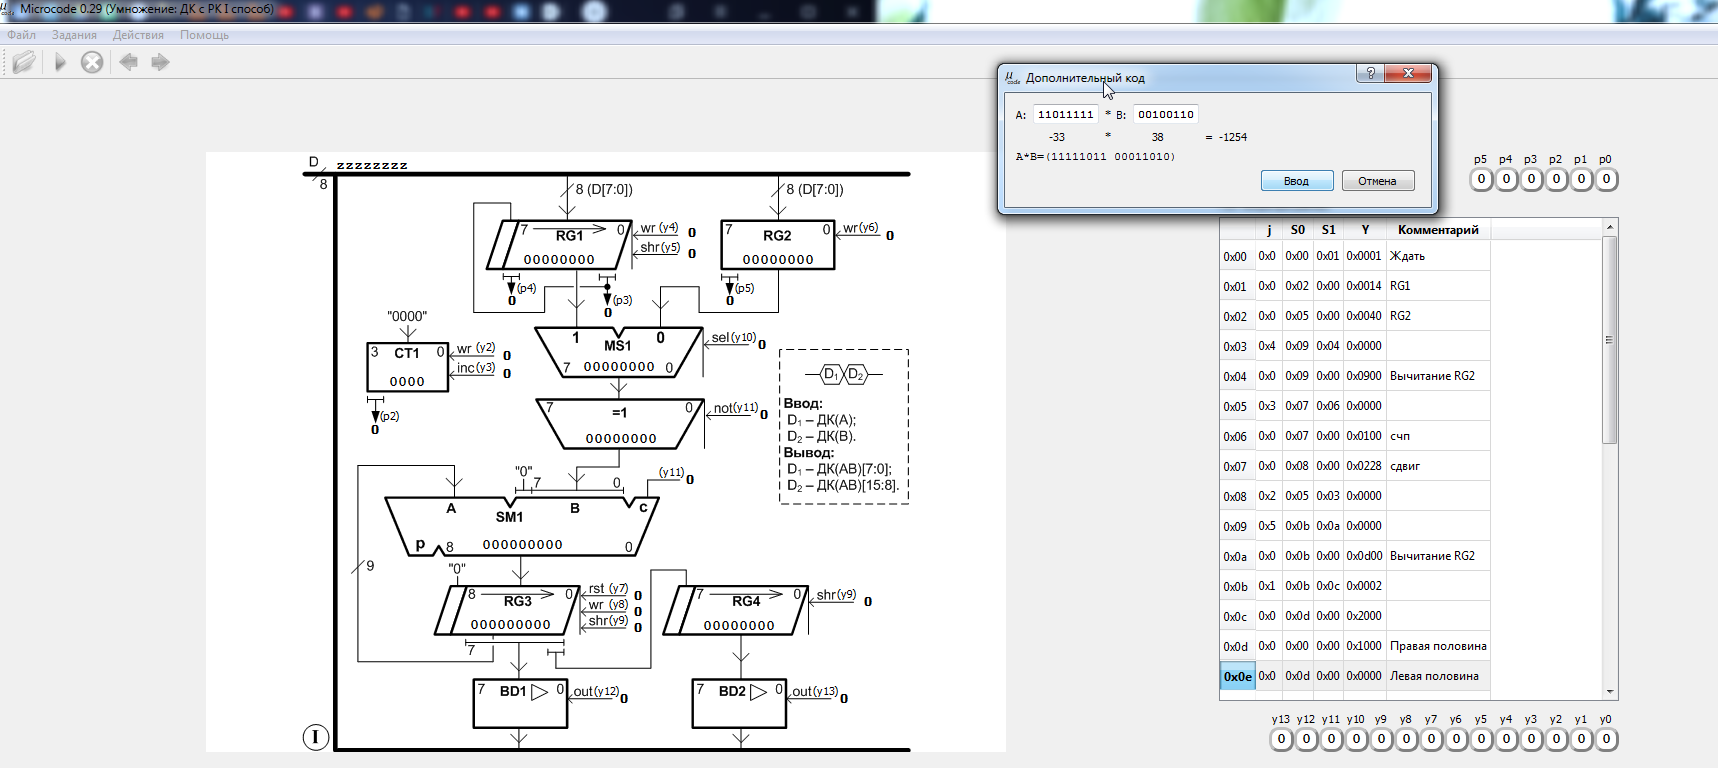 Microcode 0.29 (Умножение: ДК с РК I способ)
Файл Задания Действия Помощь
μ code Дополнительный код
A: 11011111 * B: 00100110
-33 * 38 = -1254
A*B=(11111011 00011010)
Ввод Отмена
D zzzzzzzz
8
8 (D[7:0]) 8 (D[7:0])
7 RG1 0 wr(y4) 0
shr(y5) 0
00000000
7 RG2 0 wr(y6) 0
00000000
(p4) 0 (p3) 0 (p5) 0
"0000"
3 CT1 0 wr (y2) 0
inc(y3) 0
0000
(p2)
0
1 MS1 0 sel(y10) 0
7 00000000 0
7 =1 0 not(y11) 0
00000000
"0" 7 0 (y11) 0
A SM1 B c
p 8 000000000 0
9
"0"
8 RG3 0 rst (y7) 0
wr (y8) 0
000000000 shr(y9) 0
7
7 RG4 0 shr(y9) 0
00000000
7 BD1 0 out(y12) 0
7 BD2 0 out(y13) 0
I
D1 D2
Ввод:
D1 – ДК(A);
D2 – ДК(B).
Вывод:
D1 – ДК(AB)[7:0];
D2 – ДК(AB)[15:8].
p5 p4 p3 p2 p1 p0
0 0 0 0 0 0
j S0 S1 Y Комментарий
0x00 0x0 0x00 0x01 0x0001 Ждать
0x01 0x0 0x02 0x00 0x0014 RG1
0x02 0x0 0x05 0x00 0x0040 RG2
0x03 0x4 0x09 0x04 0x0000
0x04 0x0 0x09 0x00 0x0900 Вычитание RG2
0x05 0x3 0x07 0x06 0x0000
0x06 0x0 0x07 0x00 0x0100 счп
0x07 0x0 0x08 0x00 0x0228 сдвиг
0x08 0x2 0x05 0x03 0x0000
0x09 0x5 0x0b 0x0a 0x0000
0x0a 0x0 0x0b 0x00 0x0d00 Вычитание RG2
0x0b 0x1 0x0b 0x0c 0x0002
0x0c 0x0 0x0d 0x00 0x2000
0x0d 0x0 0x00 0x00 0x1000 Правая половина
0x0e 0x0 0x0d 0x00 0x0000 Левая половина
y13 y12 y11 y10 y9 y8 y7 y6 y5 y4 y3 y2 y1 y0
0 0 0 0 0 0 0 0 0 0 0 0 0 0